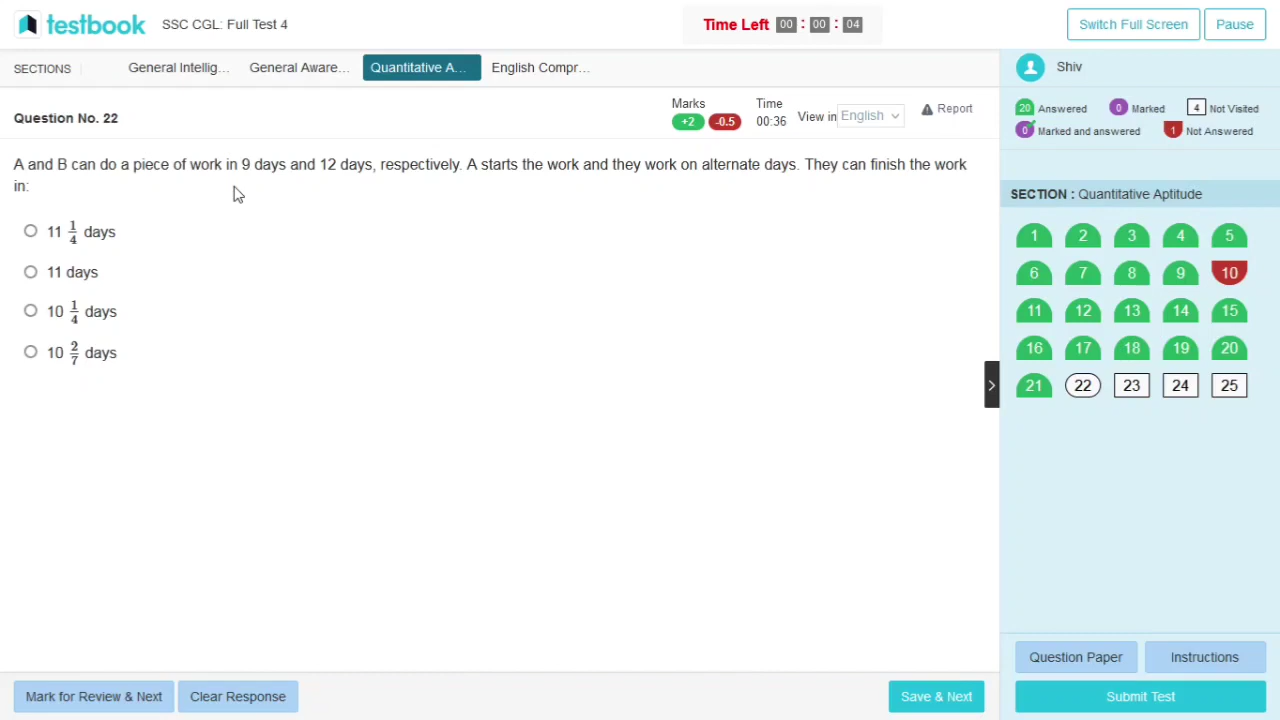 testbook SSC CGL: Full Test 4 Time Left 00 : 00 : 04 Switch Full Screen Pause
SECTIONS General Intellig... General Aware... Quantitative A... English Compr... Shiv
Question No. 22 Marks +2 -0.5 Time 00:36 View in English Report
20 Answered 0 Marked 4 Not Visited
0 Marked and answered 1 Not Answered
A and B can do a piece of work in 9 days and 12 days, respectively. A starts the work and they work on alternate days. They can finish the work
in:
11 1/4 days
11 days
10 1/4 days
10 2/7 days
SECTION : Quantitative Aptitude
1 2 3 4 5
6 7 8 9 10
11 12 13 14 15
16 17 18 19 20
21 22 23 24 25
>
Question Paper Instructions
Mark for Review & Next Clear Response Save & Next Submit Test